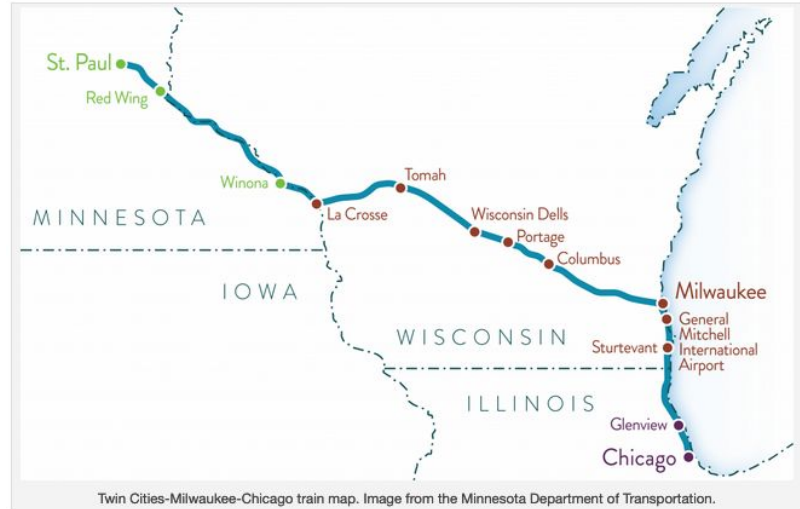 St. Paul
Red Wing
Winona
Tomah
La Crosse
Wisconsin Dells
Portage
Columbus
MINNESOTA
IOWA
WISCONSIN
ILLINOIS
Milwaukee
General
Mitchell
International
Airport
Sturtevant
Glenview
Chicago
Twin Cities-Milwaukee-Chicago train map. Image from the Minnesota Department of Transportation.